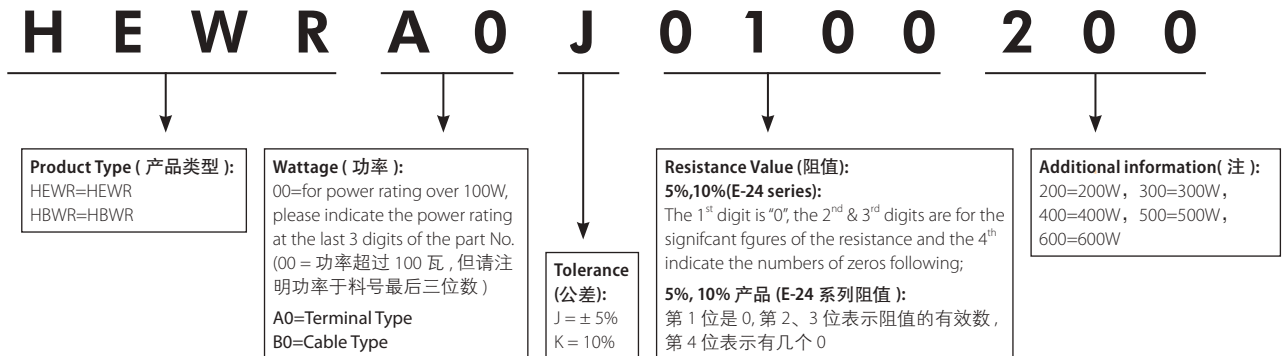 H E W R A 0 J 0 1 0 0 2 0 0
Product Type ( 产品类型 ):
HEWR=HEWR
HBWR=HBWR
Wattage ( 功率 ):
00=for power rating over 100W,
please indicate the power rating
at the last 3 digits of the part No.
(00 = 功率超过 100 瓦 , 但请注
明功率于料号最后三位数 )
A0=Terminal Type
B0=Cable Type
Tolerance
(公差):
J = ± 5%
K = 10%
Resistance Value (阻值):
5%,10%(E-24 series):
The 1st digit is "0", the 2nd & 3rd digits are for the
signifcant fgures of the resistance and the 4th
indicate the numbers of zeros following;
5%, 10% 产品 (E-24 系列阻值 ):
第 1 位是 0, 第 2、3 位表示阻值的有效数 ,
第 4 位表示有几个 0
Additional information( 注 ):
200=200W，300=300W，
400=400W，500=500W，
600=600W